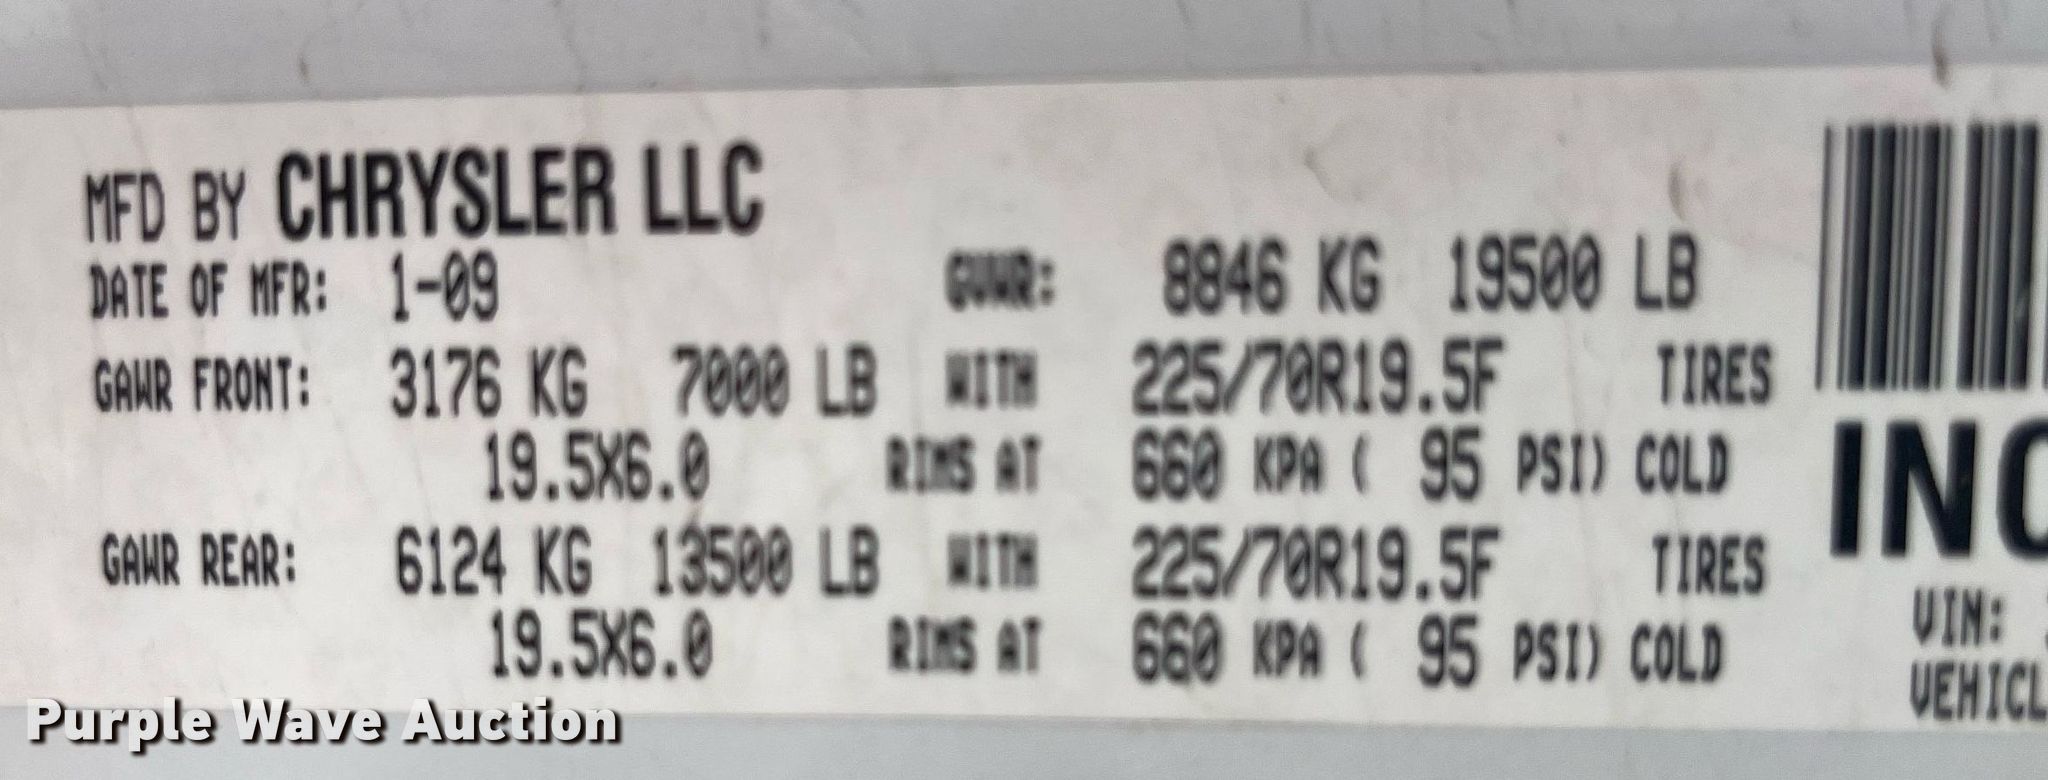 MFD BY CHRYSLER LLC
DATE OF MFR: 1-09 GVWR: 8846 KG 19500 LB
GAWR FRONT: 3176 KG 7000 LB WITH 225/70R19.5F TIRES
19.5X6.0 RIMS AT 660 KPA ( 95 PSI) COLD
GAWR REAR: 6124 KG 13500 LB WITH 225/70R19.5F TIRES
19.5X6.0 RIMS AT 660 KPA ( 95 PSI) COLD
VIN:
Purple Wave Auction